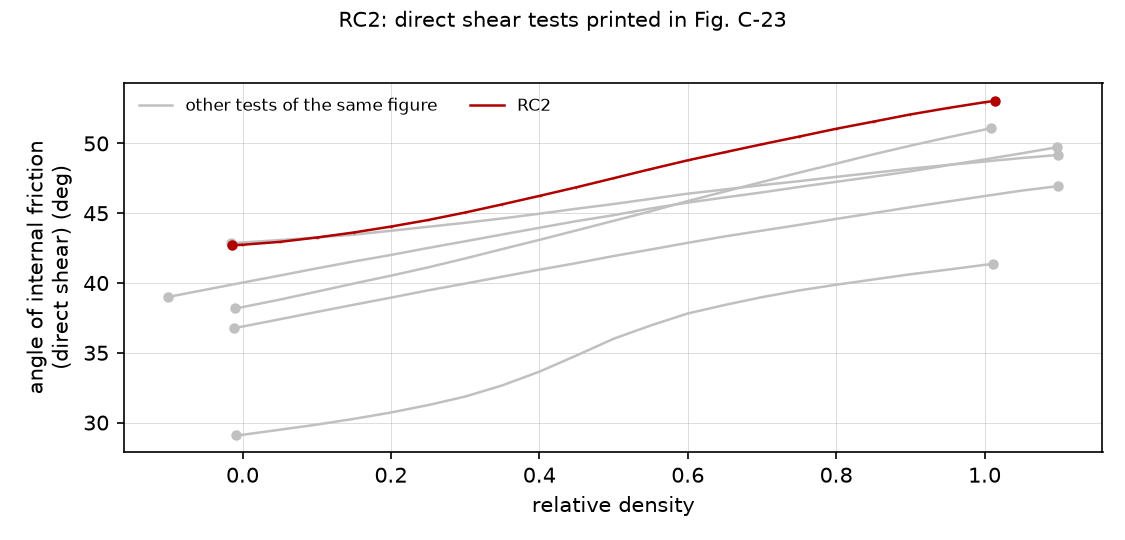 RC2: direct shear tests printed in Fig. C-23
other tests of the same figure
RC2
angle of internal friction
(direct shear) (deg)
50
45
40
35
30
0.0
0.2
0.4
0.6
0.8
1.0
relative density